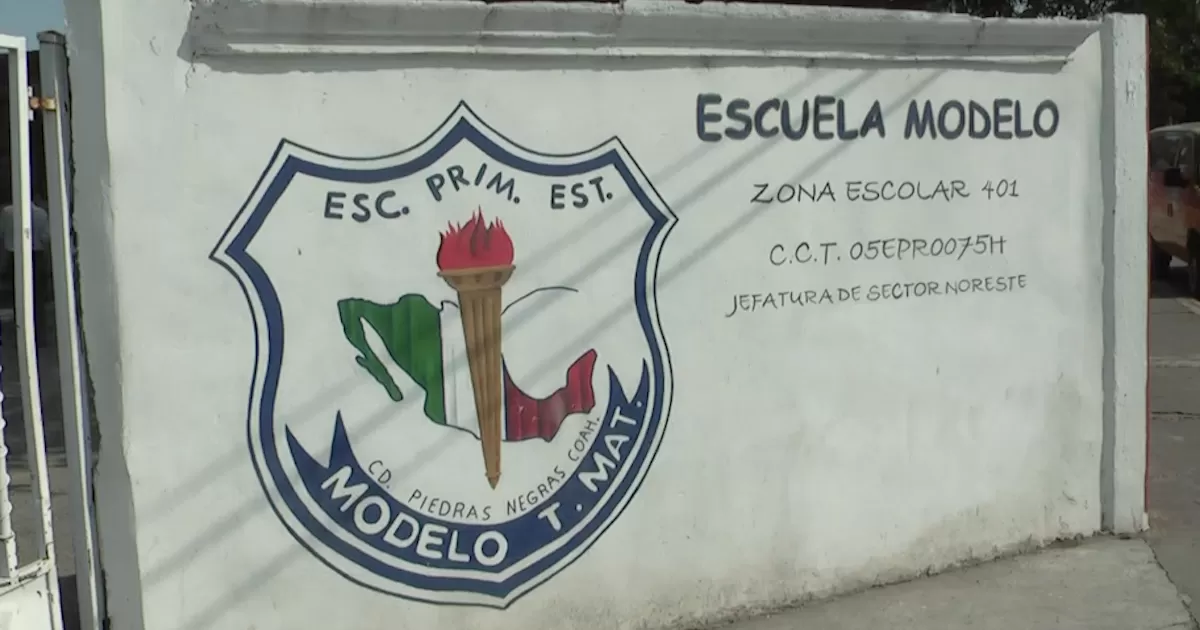 ESC. PRIM. EST.
CD. PIEDRAS NEGRAS COAH.
MODELO T. MAT.
ESCUELA MODELO
ZONA ESCOLAR 401
C.C.T. 05EPR0075H
JEFATURA DE SECTOR NORESTE